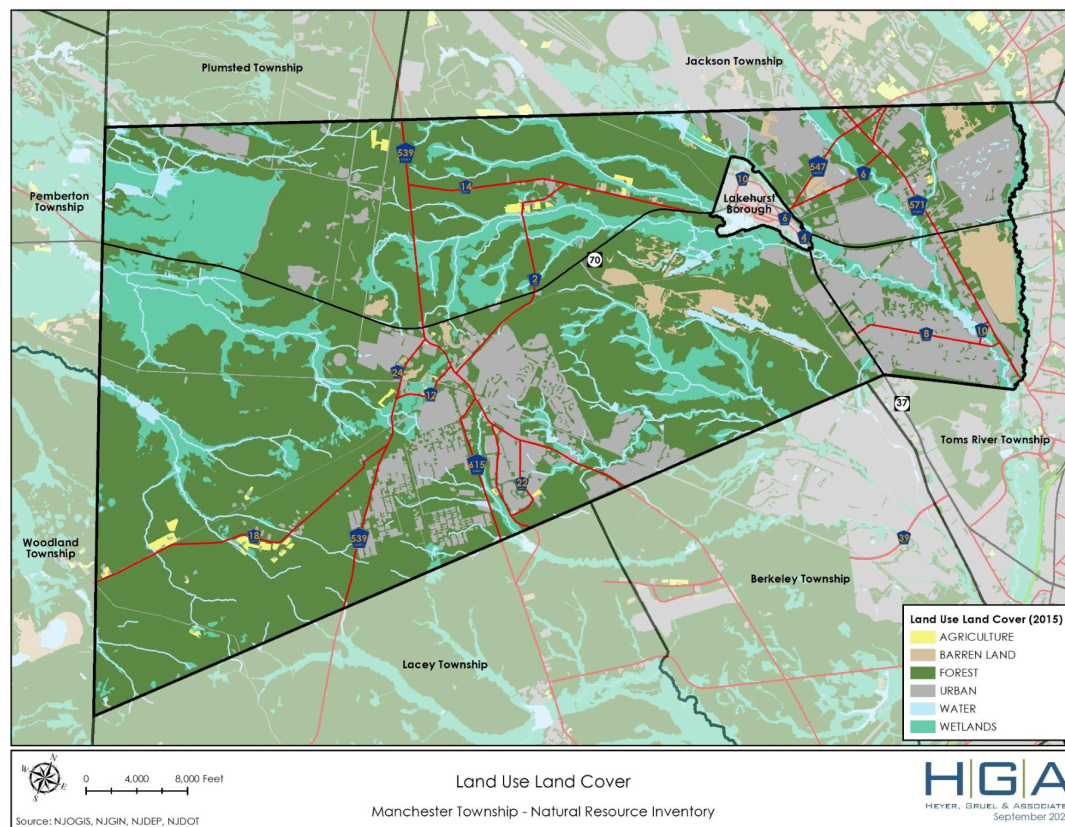 Plumsted Township
Jackson Township
539
14
10
547
6
Pemberton
Township
Lakehurst
Borough
6
571
4
70
2
10
8
24
12
37
Toms River Township
615
22
18
539
39
Woodland
Township
Berkeley Township
Lacey Township
Land Use Land Cover (2015)
AGRICULTURE
BARREN LAND
FOREST
URBAN
WATER
WETLANDS
N
W
E
S
0 4,000 8,000 Feet
Source: NJOGIS, NJGIN, NJDEP, NJDOT
Land Use Land Cover
Manchester Township - Natural Resource Inventory
H|G|A
HEYER, GRUEL & ASSOCIATE
September 202